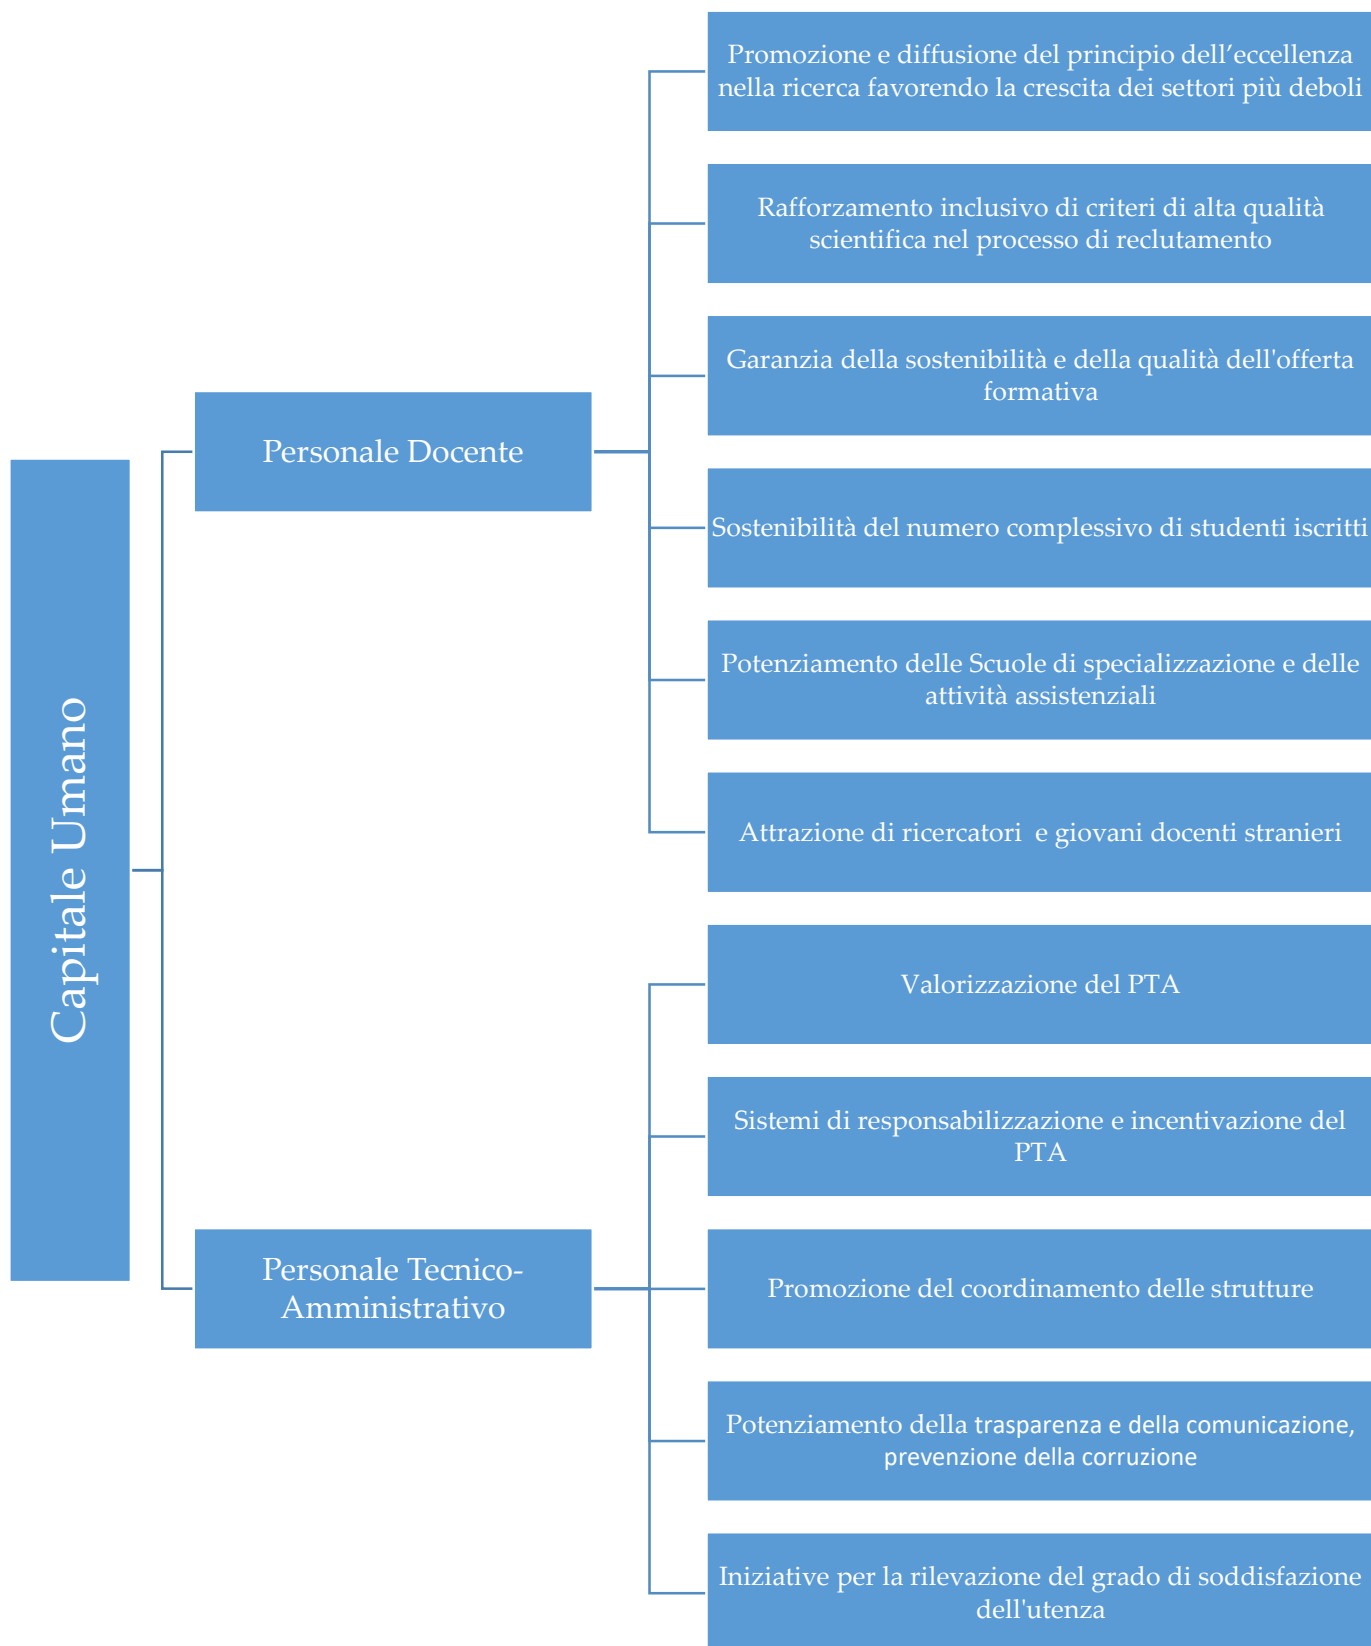 Capitale Umano
Personale Docente
Promozione e diffusione del principio dell’eccellenza
nella ricerca favorendo la crescita dei settori più deboli
Rafforzamento inclusivo di criteri di alta qualità
scientifica nel processo di reclutamento
Garanzia della sostenibilità e della qualità dell'offerta
formativa
Sostenibilità del numero complessivo di studenti iscritti
Potenziamento delle Scuole di specializzazione e delle
attività assistenziali
Attrazione di ricercatori  e giovani docenti stranieri
Personale Tecnico-
Amministrativo
Valorizzazione del PTA
Sistemi di responsabilizzazione e incentivazione del
PTA
Promozione del coordinamento delle strutture
Potenziamento della trasparenza e della comunicazione,
prevenzione della corruzione
Iniziative per la rilevazione del grado di soddisfazione
dell'utenza